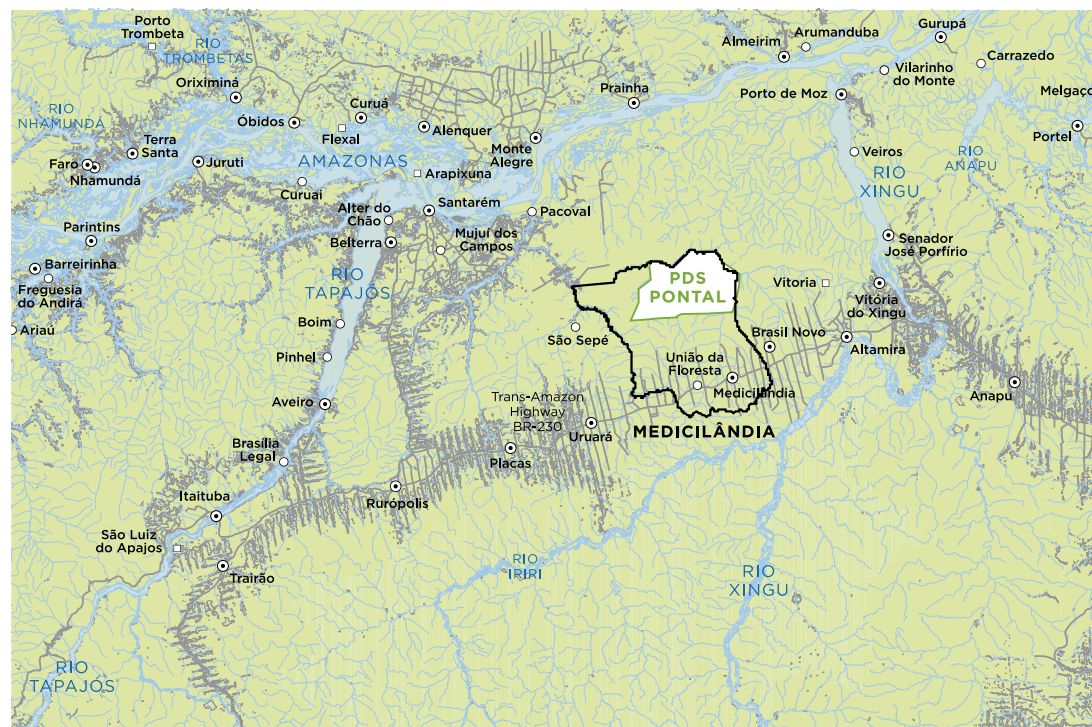 Porto
Trombeta
RIO
TROMBETAS
Oriximiná
RIO
NHAMUNDÁ
Óbidos
Curuá
Flexal
Alenquer
Terra
Santa
Faro
Nhamundá
Juruti
AMAZONAS
Arapixuna
Monte
Alegre
Prainha
Almeirim
Arumanduba
Gurupá
Carrazedo
Vilarinho
do Monte
Porto de Moz
Melgaço
Portel
Veiros
RIO
ANAPU
RIO
XINGU
Curuai
Alter do
Chão
Santarém
Pacoval
Belterra
Mujuí dos
Campos
Parintins
Barreirinha
Freguesia
do Andirá
Ariaú
RIO
TAPAJÓS
Boim
Pinhel
Aveiro
Brasília
Legal
Itaituba
São Luiz
do Apajos
Trairão
RIO
TAPAJÓS
Rurópolis
Placas
Trans-Amazon
Highway
BR-230
Uruará
São Sepé
PDS
PONTAL
União da
Floresta
Medicilândia
MEDICILÂNDIA
Brasil Novo
Vitoria
Senador
José Porfírio
Vitória
do Xingu
Altamira
Anapu
RIO
IRIRI
RIO
XINGU